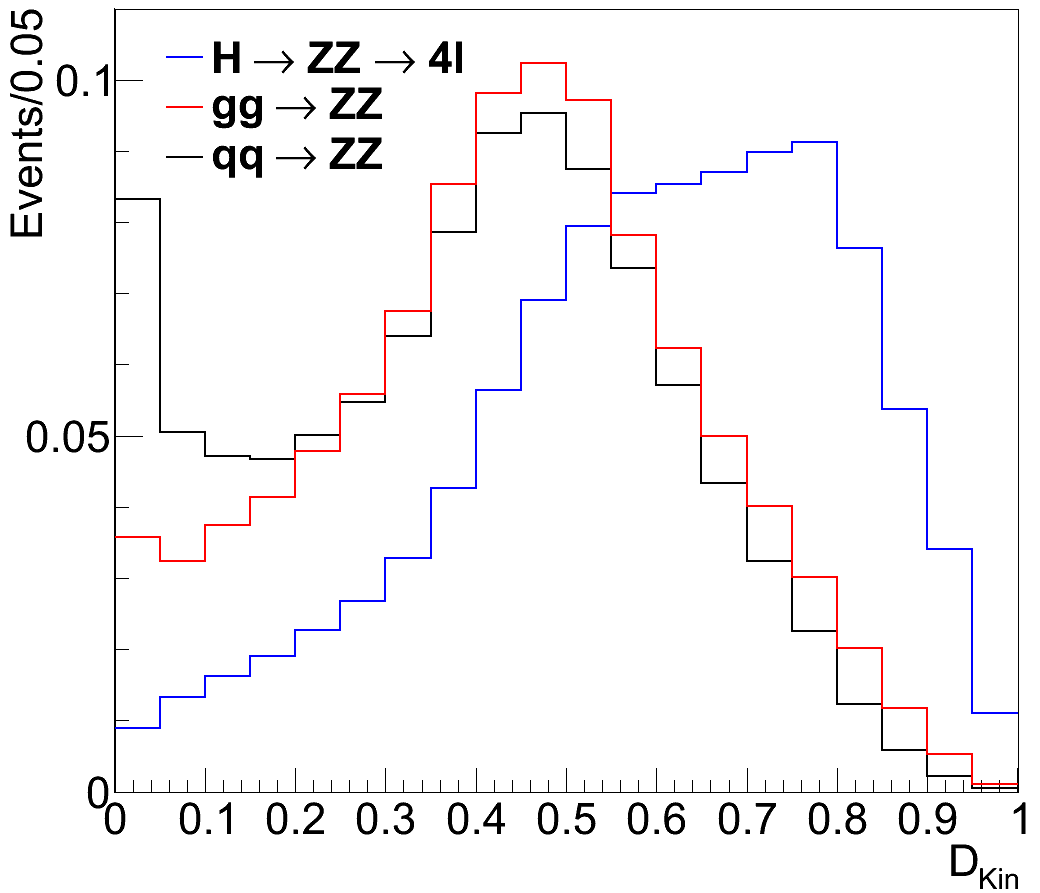 Events/0.05
H → ZZ → 4l
gg → ZZ
qq → ZZ
0.1
0.05
0
0 0.1 0.2 0.3 0.4 0.5 0.6 0.7 0.8 0.9 1
D_Kin